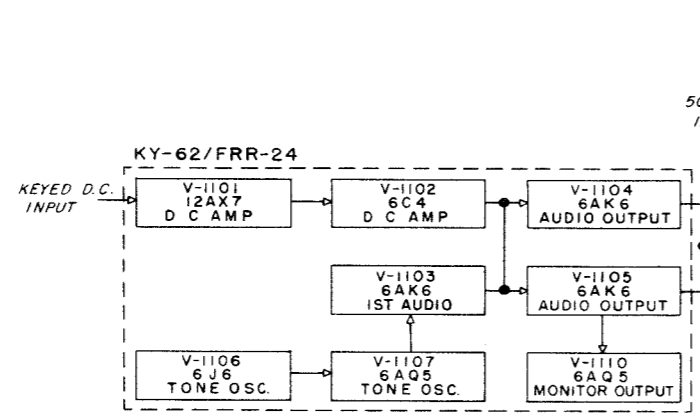 50
KY-62/FRR-24
KEYED D.C.
INPUT
V-1101
12AX7
D C AMP
V-1102
6C4
D C AMP
V-1104
6AK6
AUDIO OUTPUT
V-1103
6AK6
1ST AUDIO
V-1105
6AK6
AUDIO OUTPUT
V-1106
6J6
TONE OSC.
V-1107
6AQ5
TONE OSC.
V-1110
6AQ5
MONITOR OUTPUT